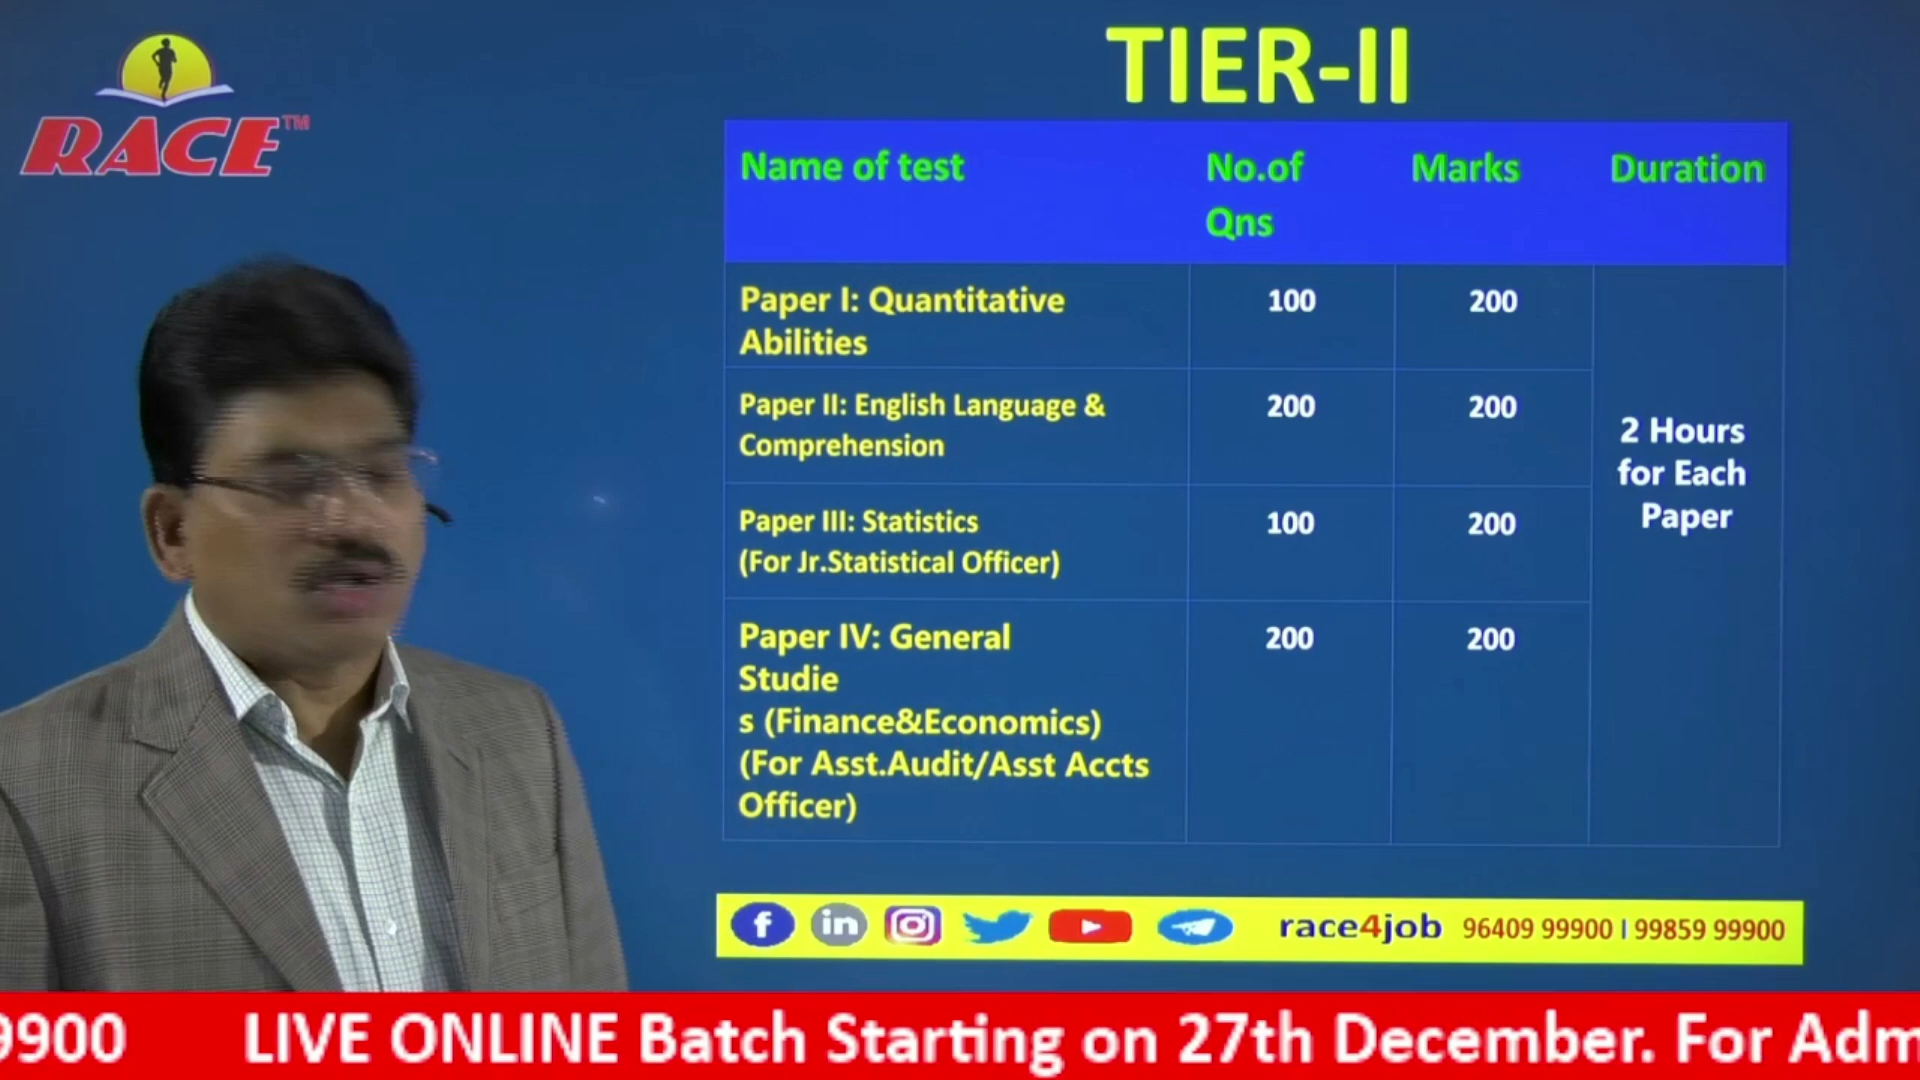 RACE™
TIER-II
Name of test
No.of
Qns
Marks
Duration
Paper I: Quantitative
Abilities
100
200
Paper II: English Language &
Comprehension
200
200
Paper III: Statistics
(For Jr.Statistical Officer)
100
200
Paper IV: General
Studie
s (Finance&Economics)
(For Asst.Audit/Asst Accts
Officer)
200
200
2 Hours
for Each
Paper
race4job 96409 99900 | 99859 99900
9900 LIVE ONLINE Batch Starting on 27th December. For Adm